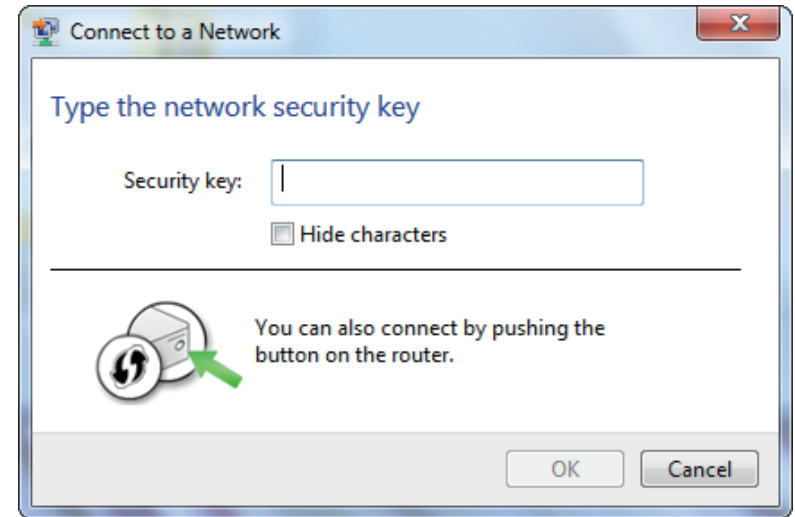 Connect to a Network
Type the network security key
Security key:
Hide characters
You can also connect by pushing the
button on the router.
OK
Cancel